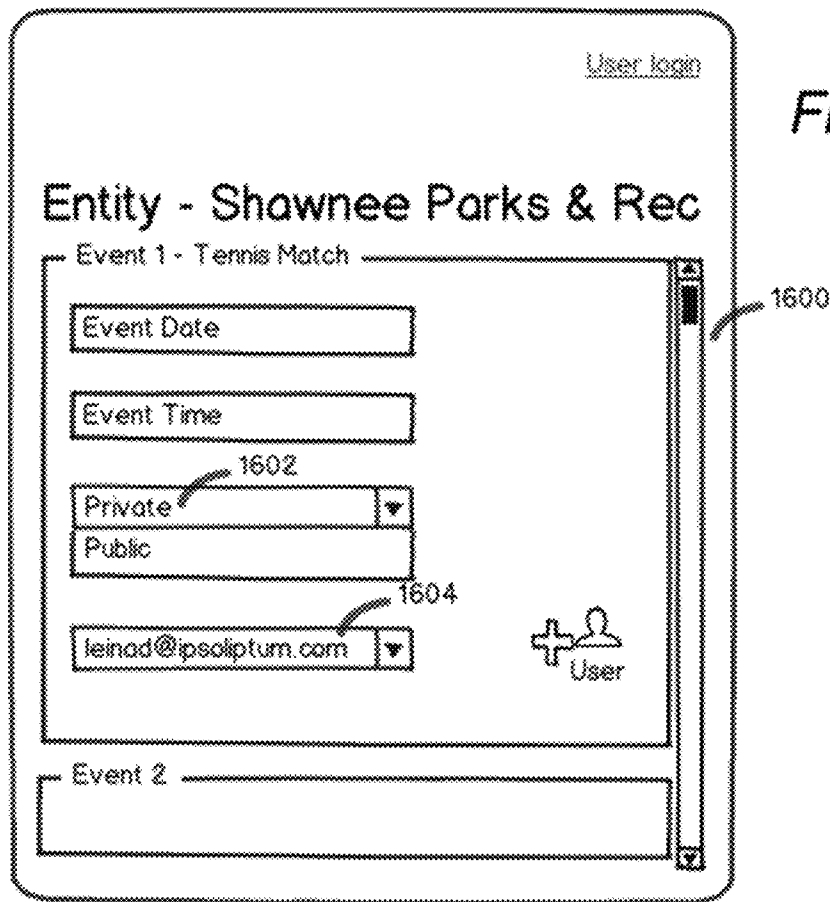 User login
Entity - Shawnee Parks & Rec
Event 1 - Tennis Match
1600
Event Date
Event Time
1602
Private
Public
1604
leinad@ipsoliptum.com
User
Event 2